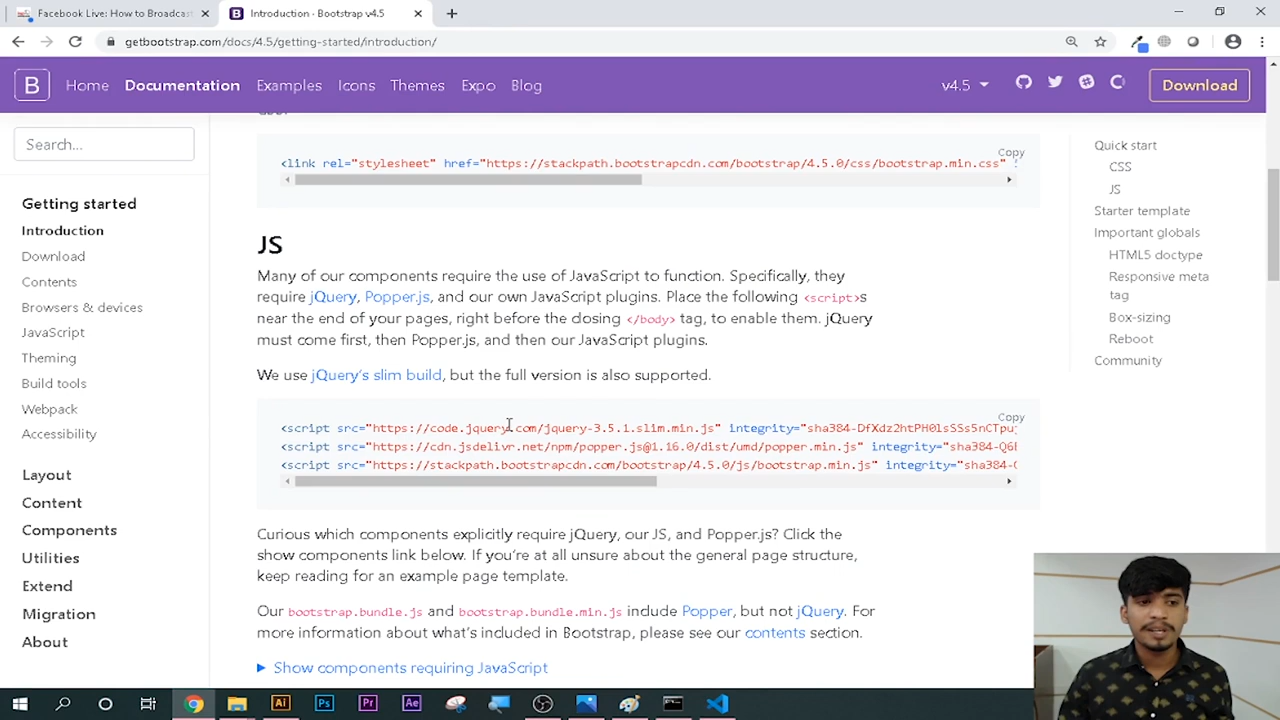 Facebook Live: How to Broadcast
Introduction · Bootstrap v4.5
getbootstrap.com/docs/4.5/getting-started/introduction/
B
Home
Documentation
Examples
Icons
Themes
Expo
Blog
v4.5
Download
Search...
Getting started
Introduction
Download
Contents
Browsers & devices
JavaScript
Theming
Build tools
Webpack
Accessibility
Layout
Content
Components
Utilities
Extend
Migration
About
Copy
<link rel="stylesheet" href="https://stackpath.bootstrapcdn.com/bootstrap/4.5.0/css/bootstrap.min.css"
JS
Many of our components require the use of JavaScript to function. Specifically, they
require jQuery, Popper.js, and our own JavaScript plugins. Place the following <script>s
near the end of your pages, right before the closing </body> tag, to enable them. jQuery
must come first, then Popper.js, and then our JavaScript plugins.
We use jQuery's slim build, but the full version is also supported.
Copy
<script src="https://code.jquery.com/jquery-3.5.1.slim.min.js" integrity="sha384-DfXdz2htPH0lsSSs5nCTpuj
<script src="https://cdn.jsdelivr.net/npm/popper.js@1.16.0/dist/umd/popper.min.js" integrity="sha384-Q6E
<script src="https://stackpath.bootstrapcdn.com/bootstrap/4.5.0/js/bootstrap.min.js" integrity="sha384-
Curious which components explicitly require jQuery, our JS, and Popper.js? Click the
show components link below. If you're at all unsure about the general page structure,
keep reading for an example page template.
Our bootstrap.bundle.js and bootstrap.bundle.min.js include Popper, but not jQuery. For
more information about what's included in Bootstrap, please see our contents section.
Show components requiring JavaScript
Quick start
CSS
JS
Starter template
Important globals
HTML5 doctype
Responsive meta
tag
Box-sizing
Reboot
Community
Ai
Ps
Pr
Ae